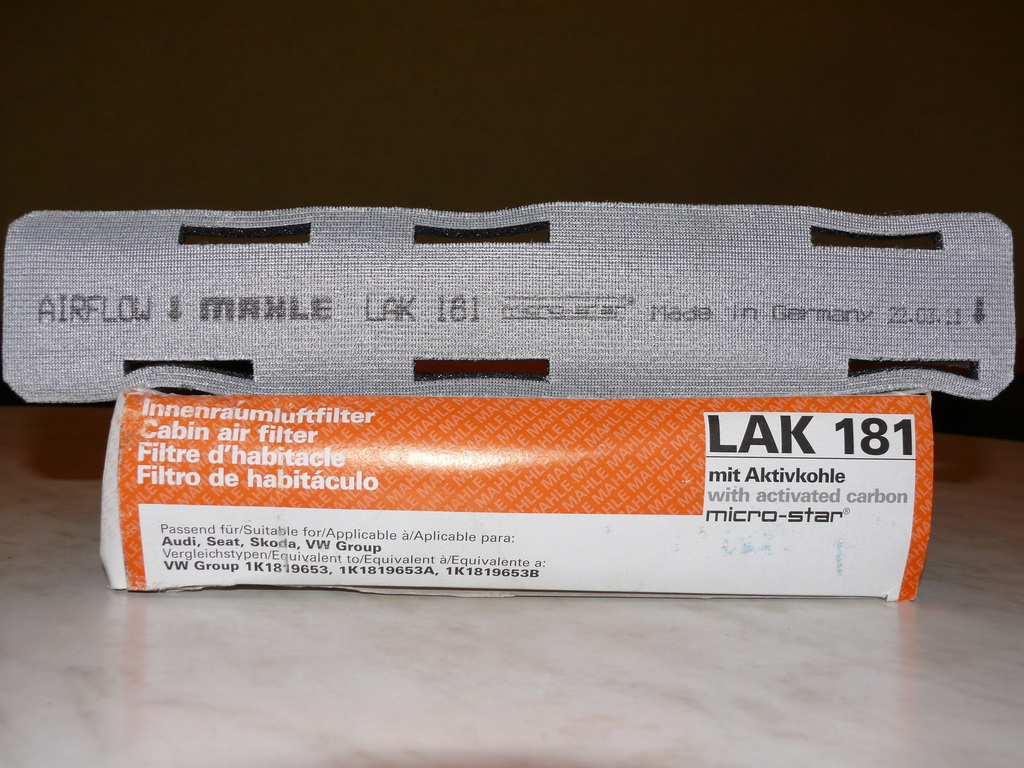 AIRFLOW MAHLE LAK 181 micro-star Made in Germany 22.03.11
Innenraumluftfilter
Cabin air filter
Filtre d'habitacle
Filtro de habitáculo
LAK 181
mit Aktivkohle
with activated carbon
micro-star®
Passend für/Suitable for/Applicable à/Aplicable para:
Audi, Seat, Skoda, VW Group
Vergleichstypen/Equivalent to/Equivalent à/Equivalente a:
VW Group 1K1819653, 1K1819653A, 1K1819653B